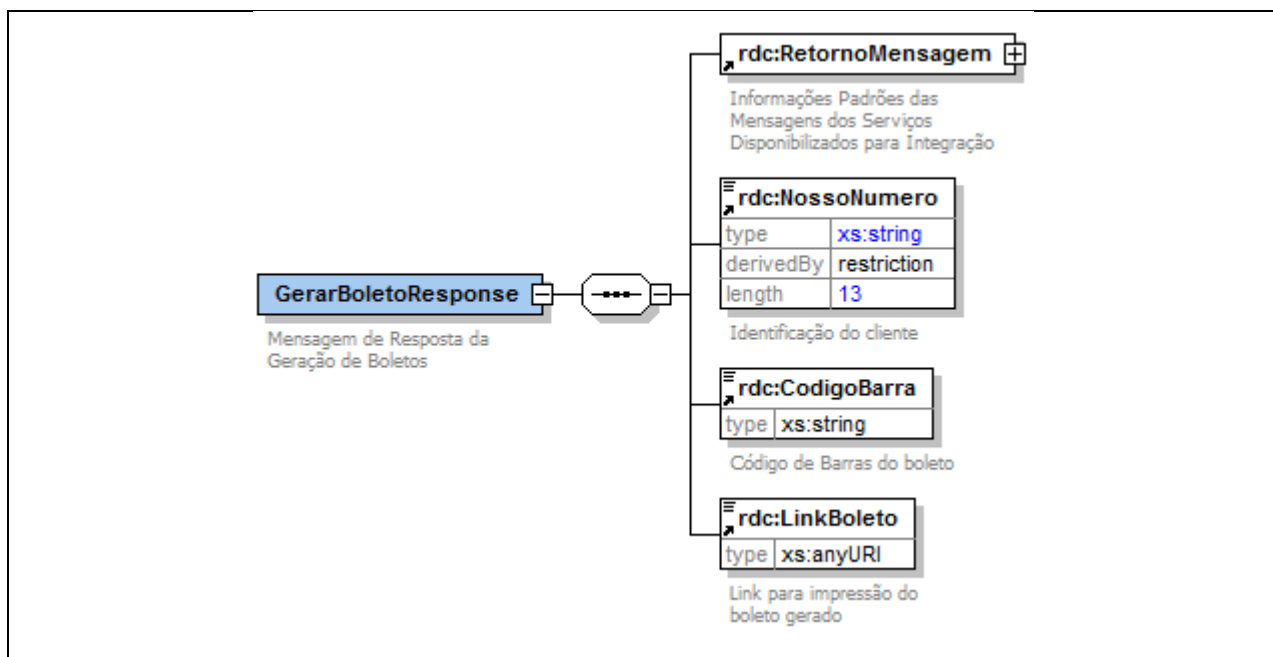 rdc:RetornoMensagem
Informações Padrões das
Mensagens dos Serviços
Disponibilizados para Integração
rdc:NossoNumero
type xs:string
derivedBy restriction
length 13
Identificação do cliente
GerarBoletoResponse
Mensagem de Resposta da
Geração de Boletos
rdc:CodigoBarra
type xs:string
Código de Barras do boleto
rdc:LinkBoleto
type xs:anyURI
Link para impressão do
boleto gerado